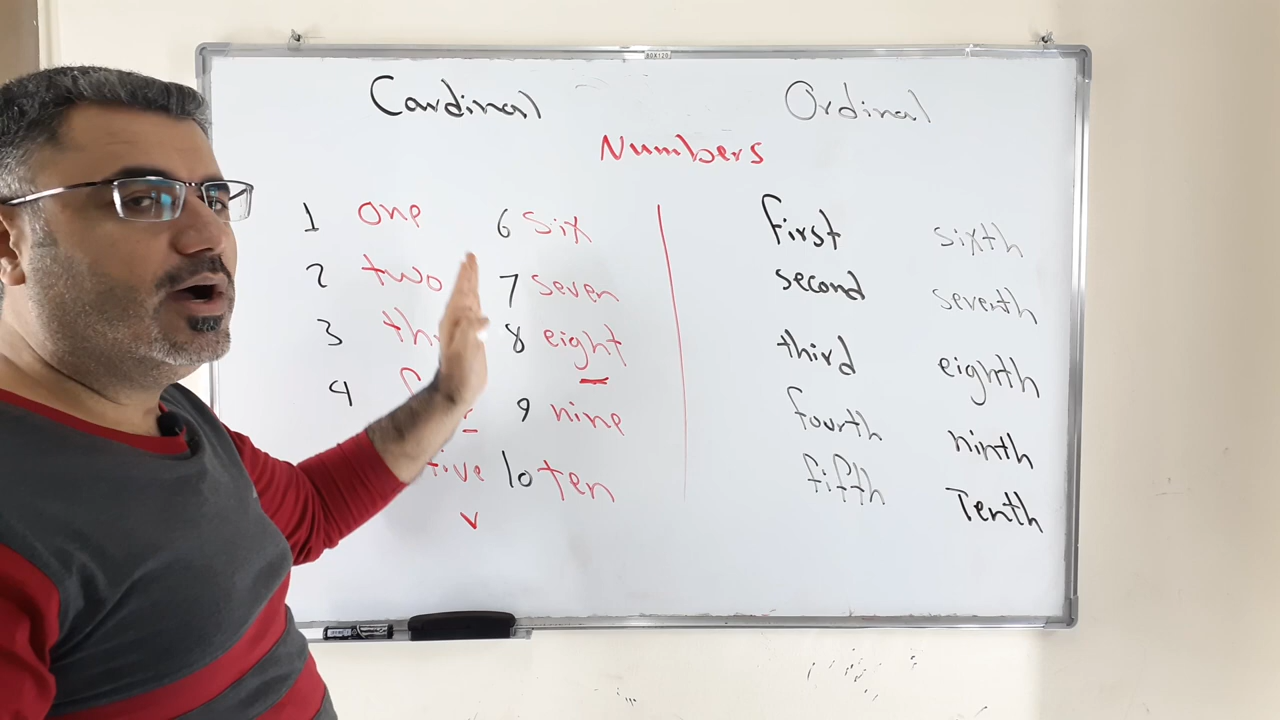 80X120
Cardinal Ordinal
Numbers
1 one 6 six first sixth
2 two 7 seven second seventh
3 8 eight third eighth
4 9 nine fourth ninth
five 10 ten fifth Tenth
v